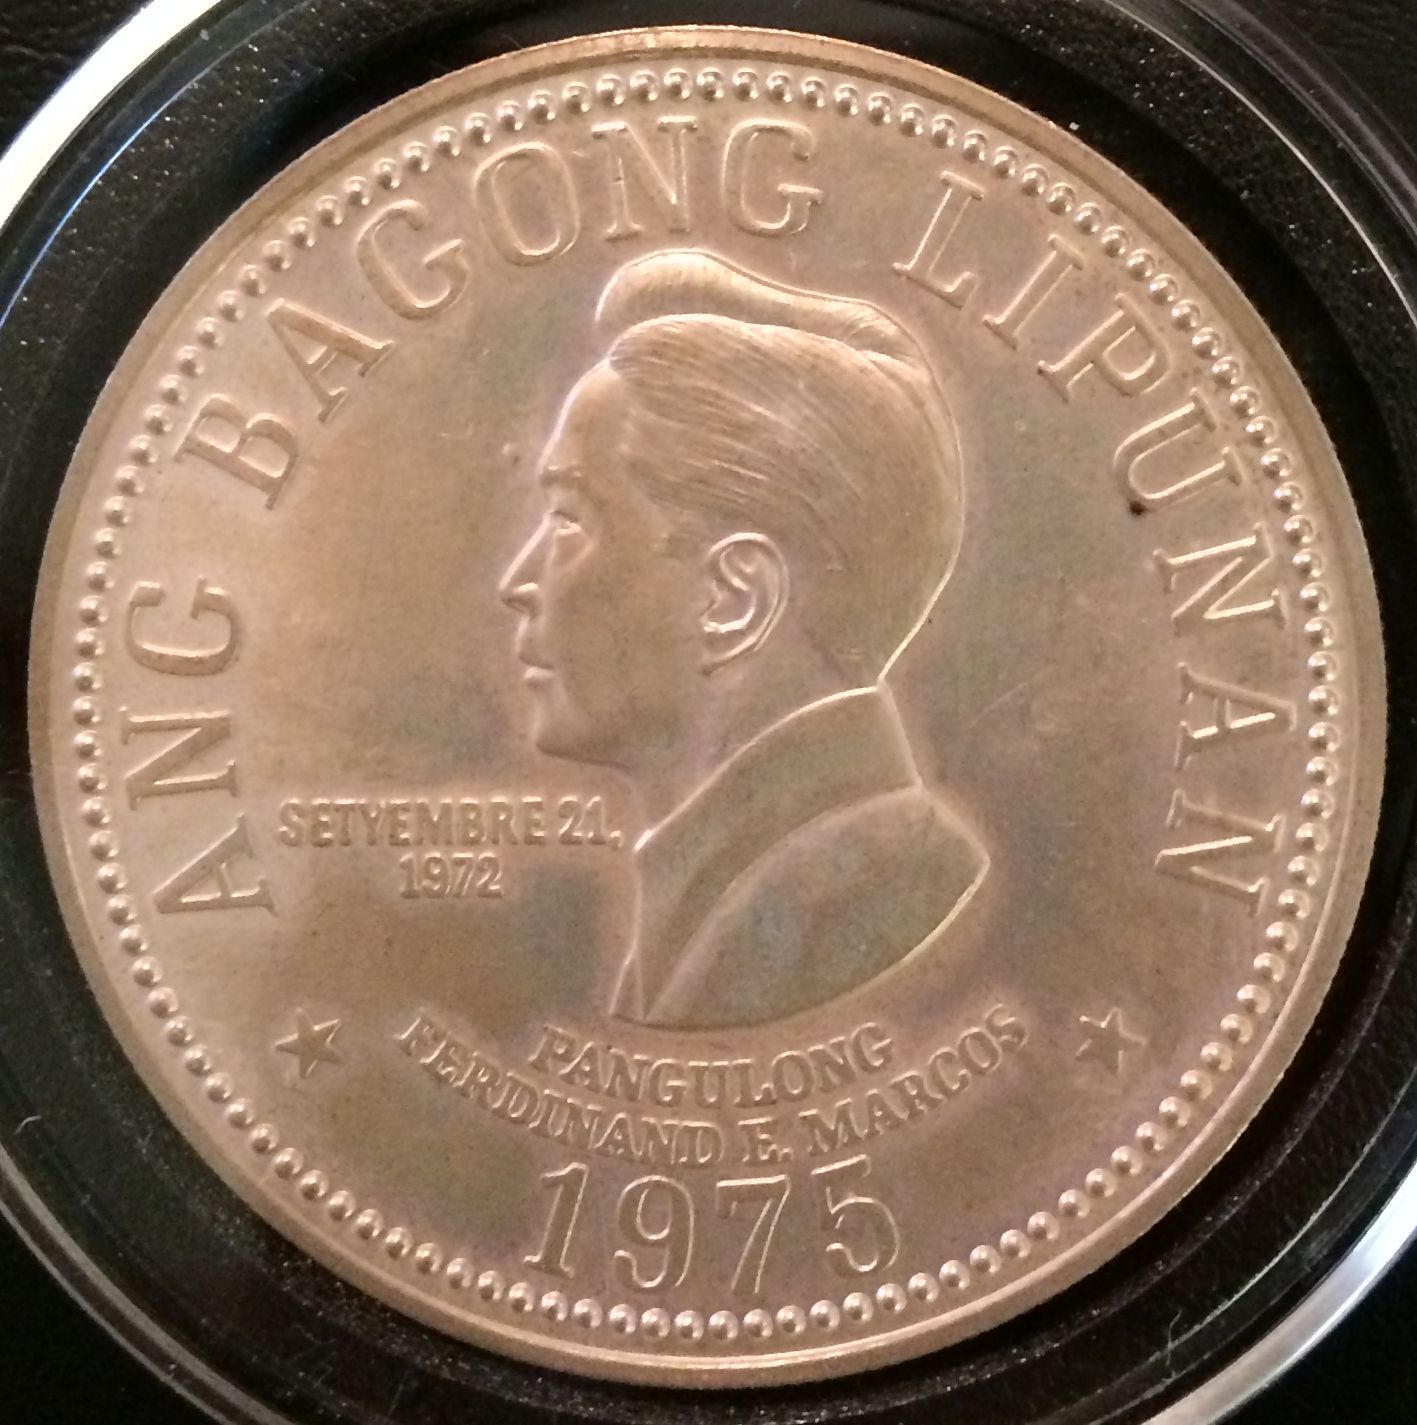 ANG BAGONG LIPUNAN
SETYEMBRE 21,
1972
PANGULONG
FERDINAND E. MARCOS
1975